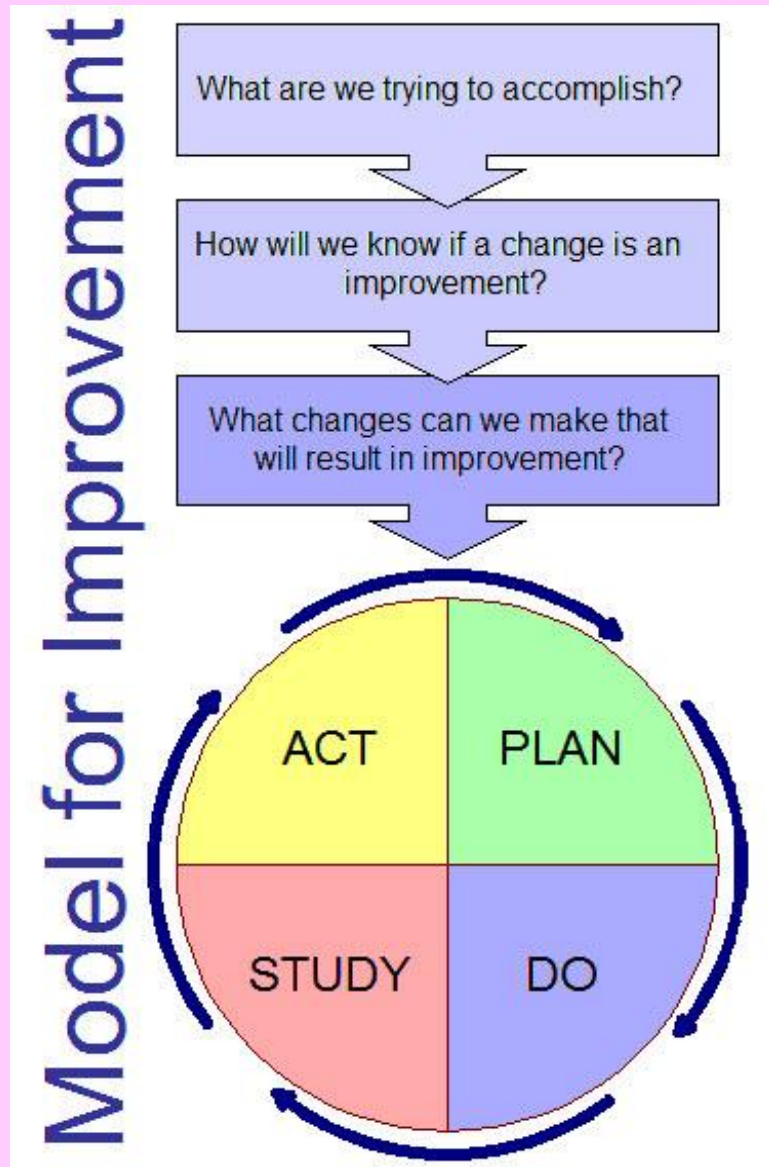 Model for Improvement
What are we trying to accomplish?
How will we know if a change is an
improvement?
What changes can we make that
will result in improvement?
ACT
PLAN
STUDY
DO